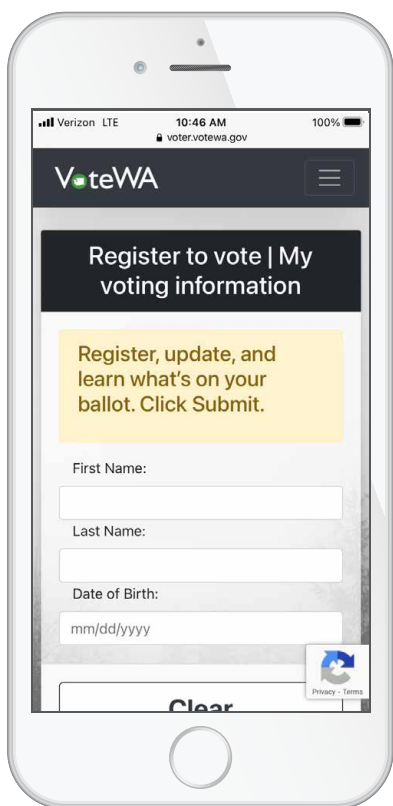 Verizon LTE 10:46 AM 100%
voter.votewa.gov
VoteWA
Register to vote | My
voting information
Register, update, and
learn what's on your
ballot. Click Submit.
First Name:
Last Name:
Date of Birth:
mm/dd/yyyy
Privacy - Terms
Clear